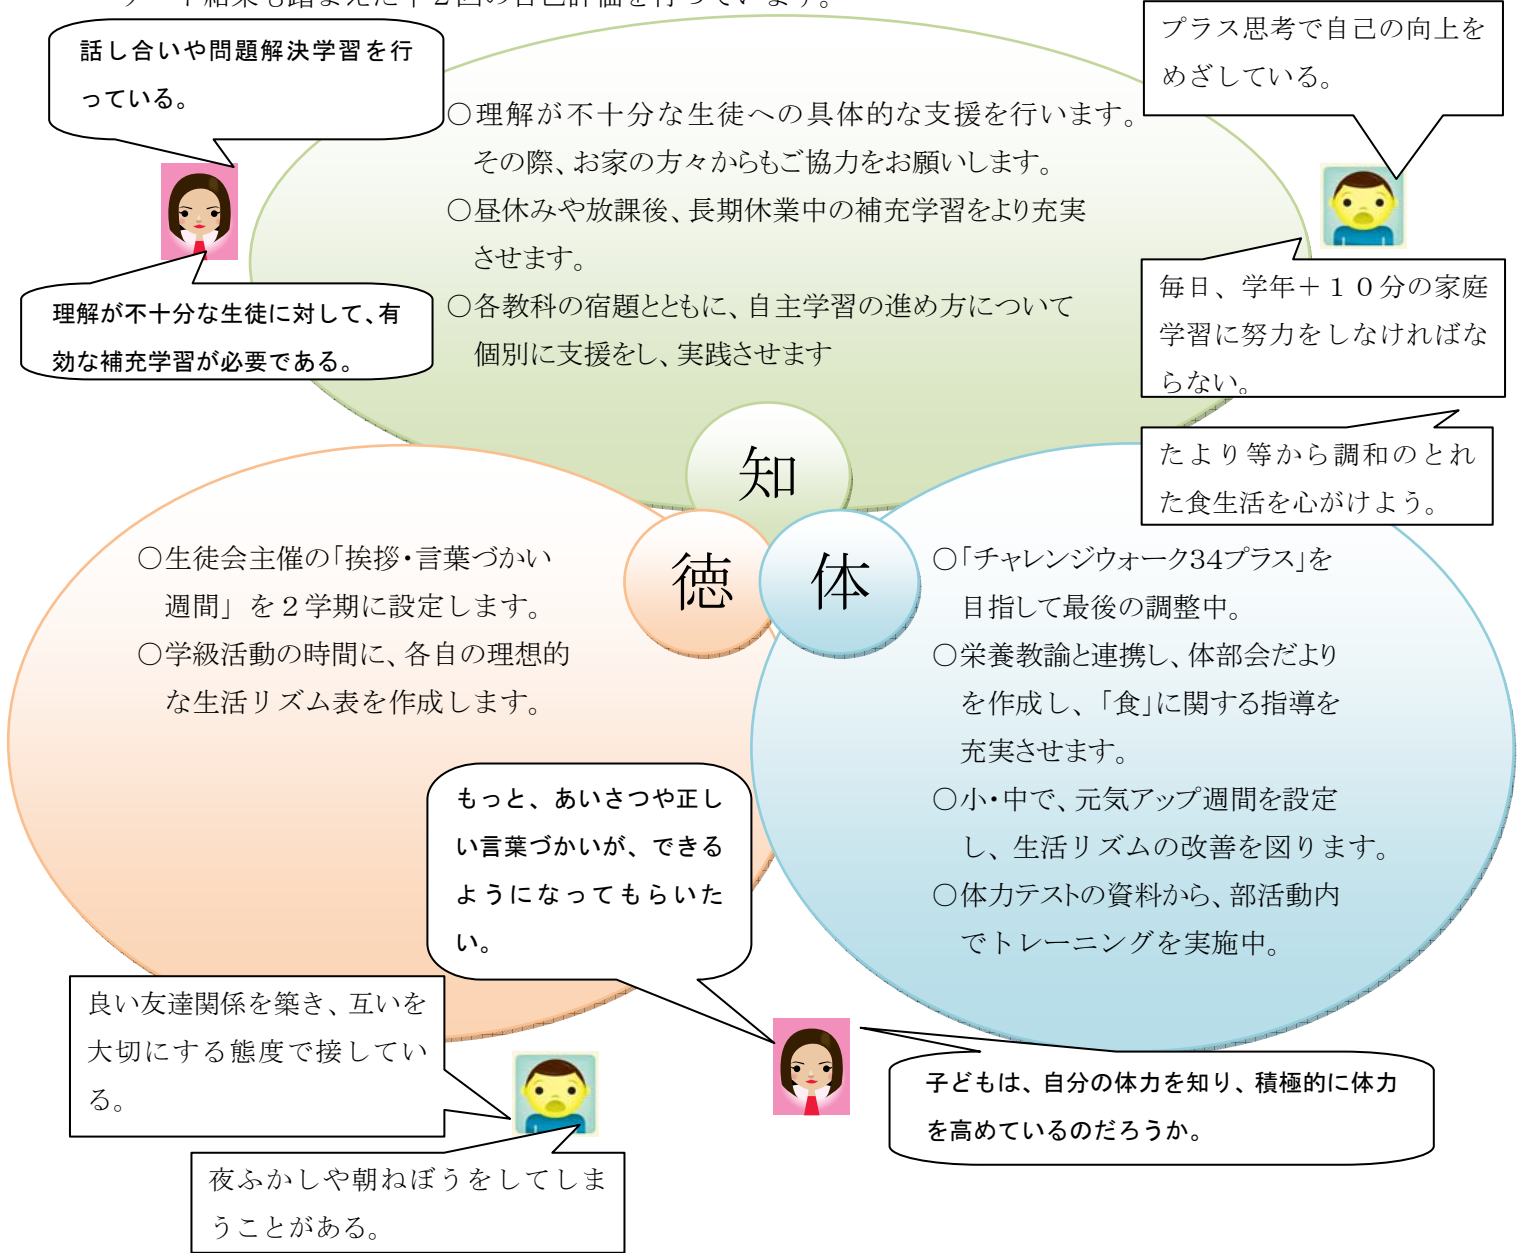 話し合いや問題解決学習を行
っている。
プラス思考で自己の向上を
めざしている。
○理解が不十分な生徒への具体的な支援を行います。
その際、お家の方々からもご協力をお願いします。
○昼休みや放課後、長期休業中の補充学習をより充実
させます。
○各教科の宿題とともに、自主学習の進め方について
個別に支援をし、実践させます
理解が不十分な生徒に対して、有
効な補充学習が必要である。
毎日、学年＋１０分の家庭
学習に努力をしなければな
らない。
たより等から調和のとれ
た食生活を心がけよう。
知
徳
体
○生徒会主催の「挨拶・言葉づかい
週間」を２学期に設定します。
○学級活動の時間に、各自の理想的
な生活リズム表を作成します。
○「チャレンジウォーク34プラス」を
目指して最後の調整中。
○栄養教諭と連携し、体部会だより
を作成し、「食」に関する指導を
充実させます。
○小・中で、元気アップ週間を設定
し、生活リズムの改善を図ります。
○体力テストの資料から、部活動内
でトレーニングを実施中。
もっと、あいさつや正し
い言葉づかいが、できる
ようになってもらいた
い。
良い友達関係を築き、互いを
大切にする態度で接してい
る。
夜ふかしや朝ねぼうをしてしま
うことがある。
子どもは、自分の体力を知り、積極的に体力
を高めているのだろうか。